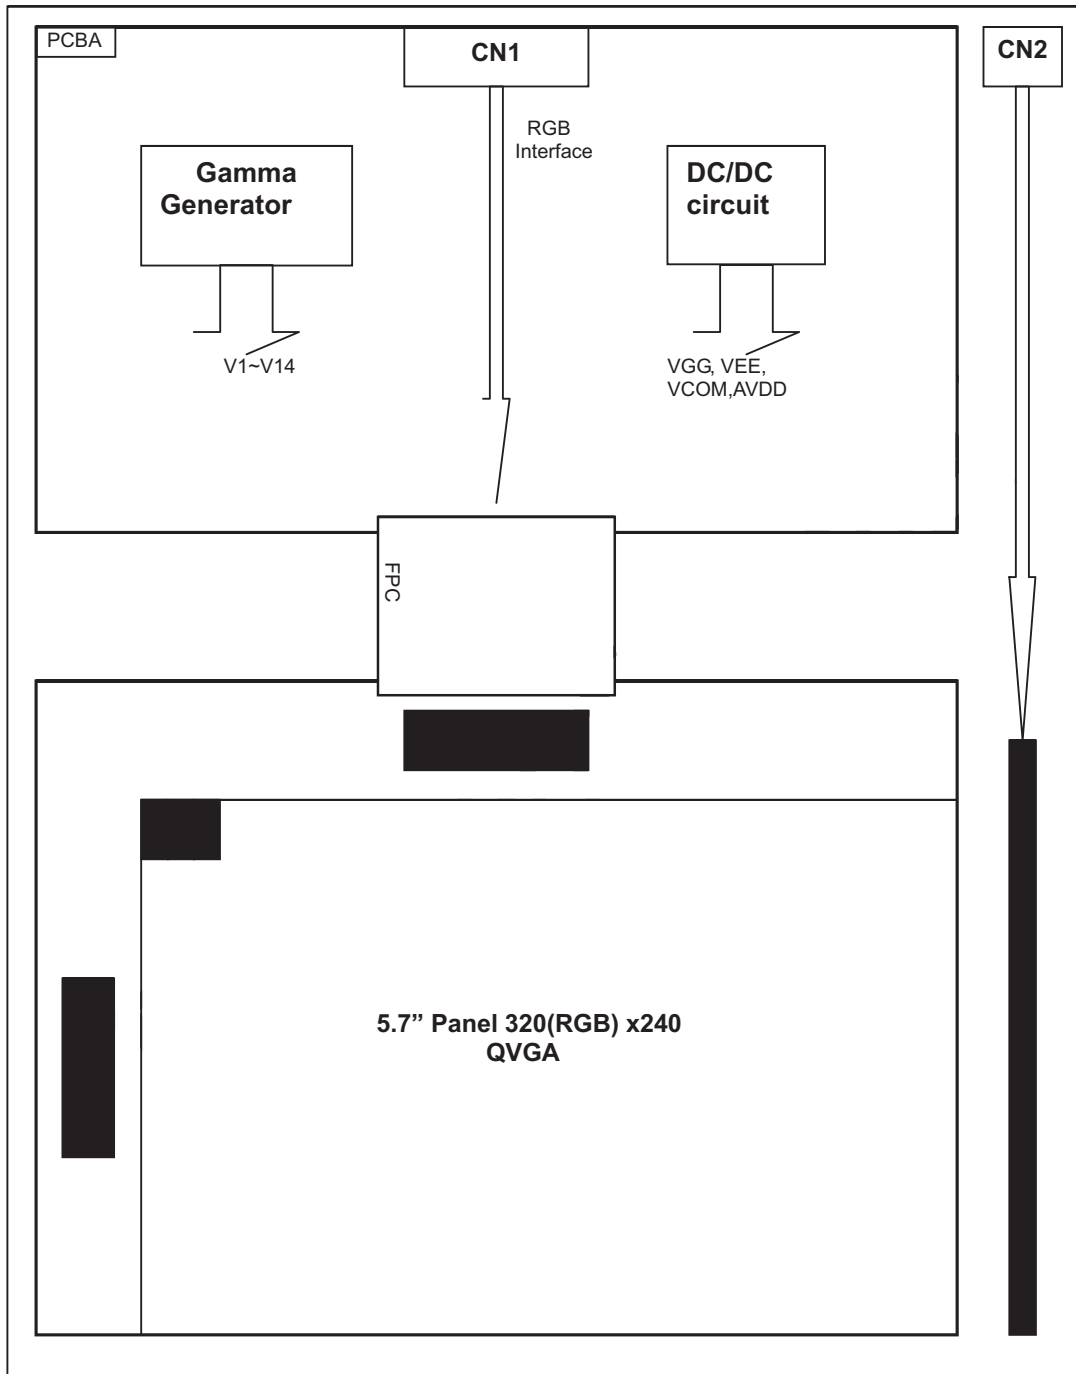 PCBA
CN1
CN2
RGB
Interface
Gamma
Generator
DC/DC
circuit
V1~V14
VGG, VEE,
VCOM,AVDD
FPC
5.7” Panel 320(RGB) x240
QVGA